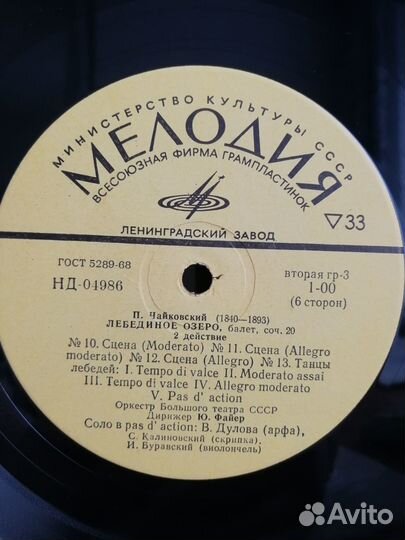 МИНИСТЕРСТВО КУЛЬТУРЫ СССР
МЕЛОДИЯ
ВСЕСОЮЗНАЯ ФИРМА ГРАМПЛАСТИНОК
▽33
ЛЕНИНГРАДСКИЙ ЗАВОД
ГОСТ 5289-68
НД-04986
вторая гр-3
1-00
(6 сторон)
П. Чайковский (1840—1893)
ЛЕБЕДИНОЕ ОЗЕРО, балет, соч. 20
2 действие
№ 10. Сцена (Moderato) № 11. Сцена (Allegro
moderato) № 12. Сцена (Allegro) № 13. Танцы
лебедей: I. Tempo di valce II. Moderato assai
III. Tempo di valce IV. Allegro moderato
V. Pas d' action
Оркестр Большого театра СССР
Дирижер Ю. Файер
Соло в pas d' action: В. Дулова (арфа),
С. Калиновский (скрипка),
И. Буравский (виолончель)
Avito